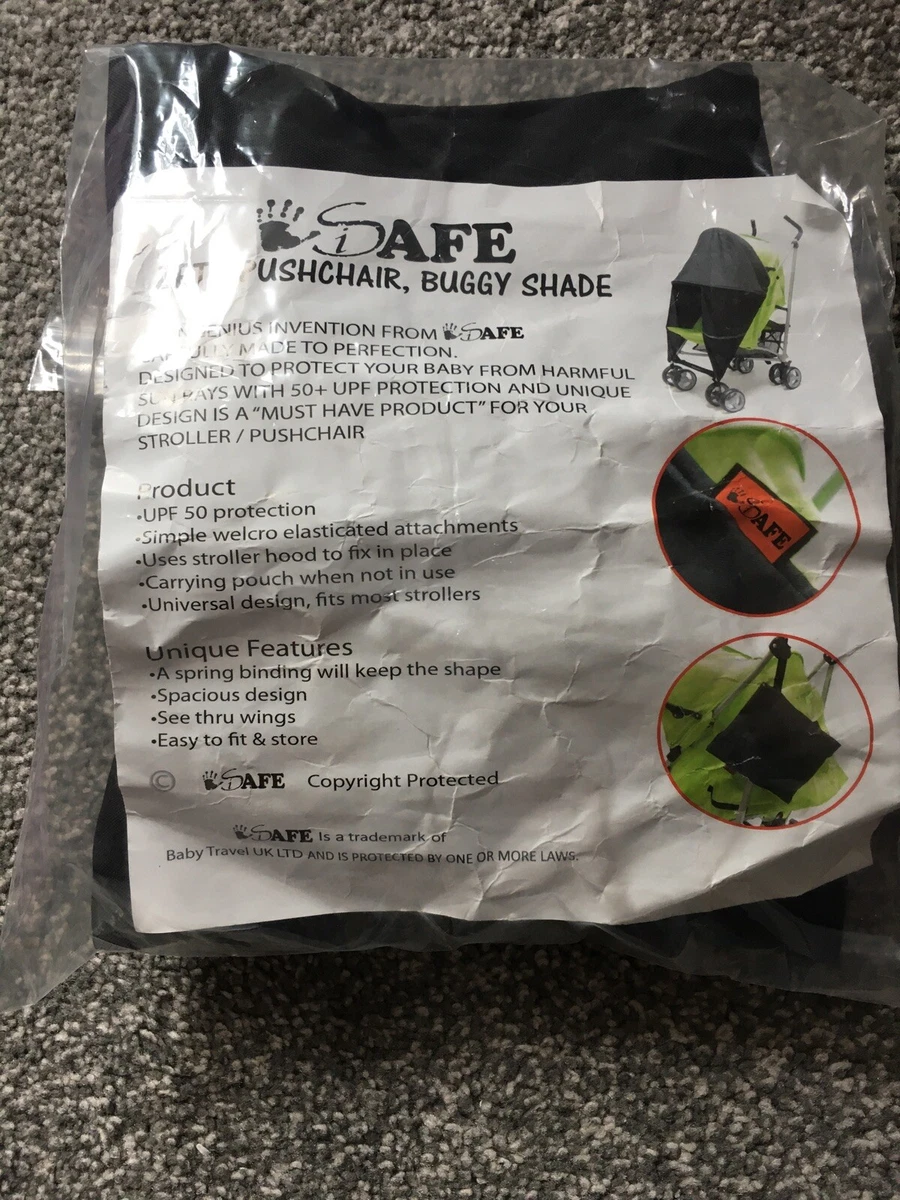 iSAFE
PUSHCHAIR, BUGGY SHADE
INVENTION FROM iSAFE
MADE TO PERFECTION.
DESIGNED TO PROTECT YOUR BABY FROM HARMFUL
SUN RAYS WITH 50+ UPF PROTECTION AND UNIQUE
DESIGN IS A "MUST HAVE PRODUCT" FOR YOUR
STROLLER / PUSHCHAIR
Product
•UPF 50 protection
•Simple welcro elasticated attachments
•Uses stroller hood to fix in place
•Carrying pouch when not in use
•Universal design, fits most strollers
Unique Features
•A spring binding will keep the shape
•Spacious design
•See thru wings
•Easy to fit & store
© iSAFE Copyright Protected
iSAFE Is a trademark of
Baby Travel UK LTD AND IS PROTECTED BY ONE OR MORE LAWS.
iSAFE